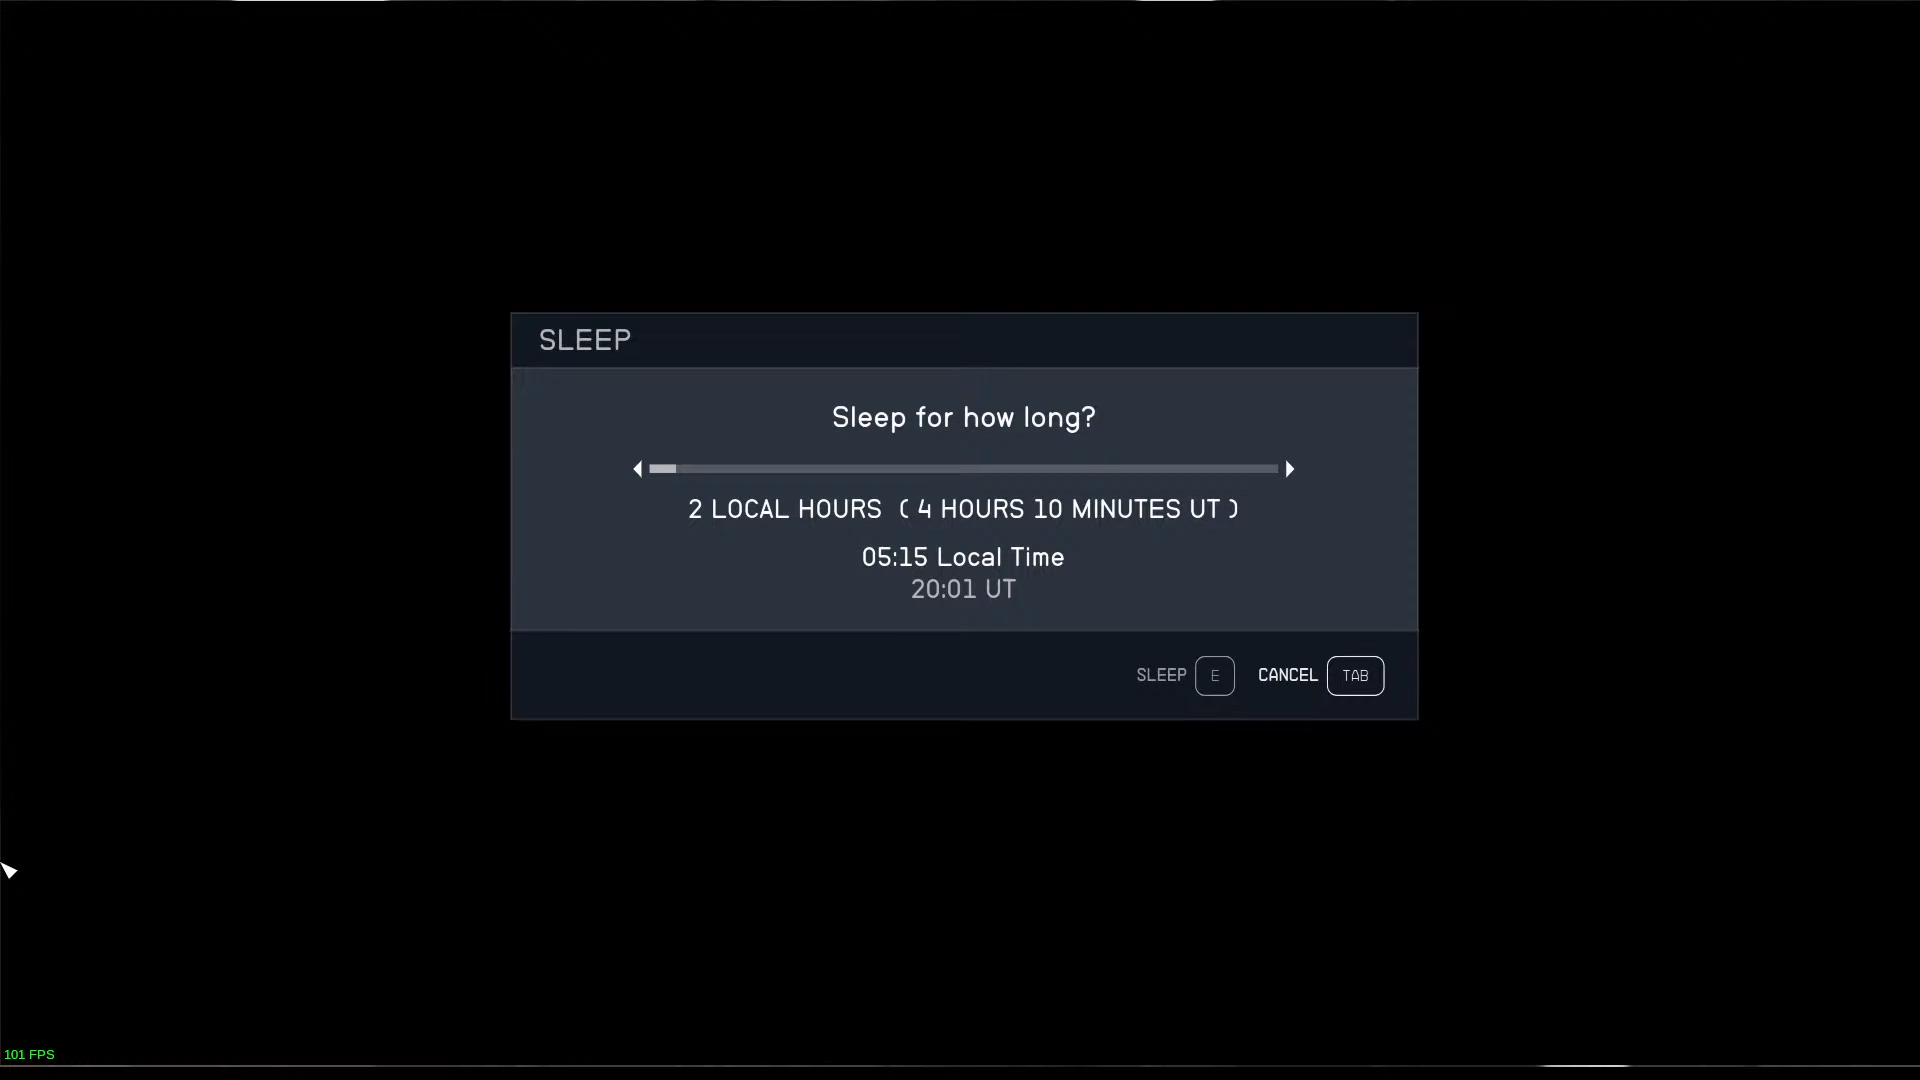 SLEEP
Sleep for how long?
2 LOCAL HOURS ( 4 HOURS 10 MINUTES UT )
05:15 Local Time
20:01 UT
SLEEP E CANCEL TAB
101 FPS